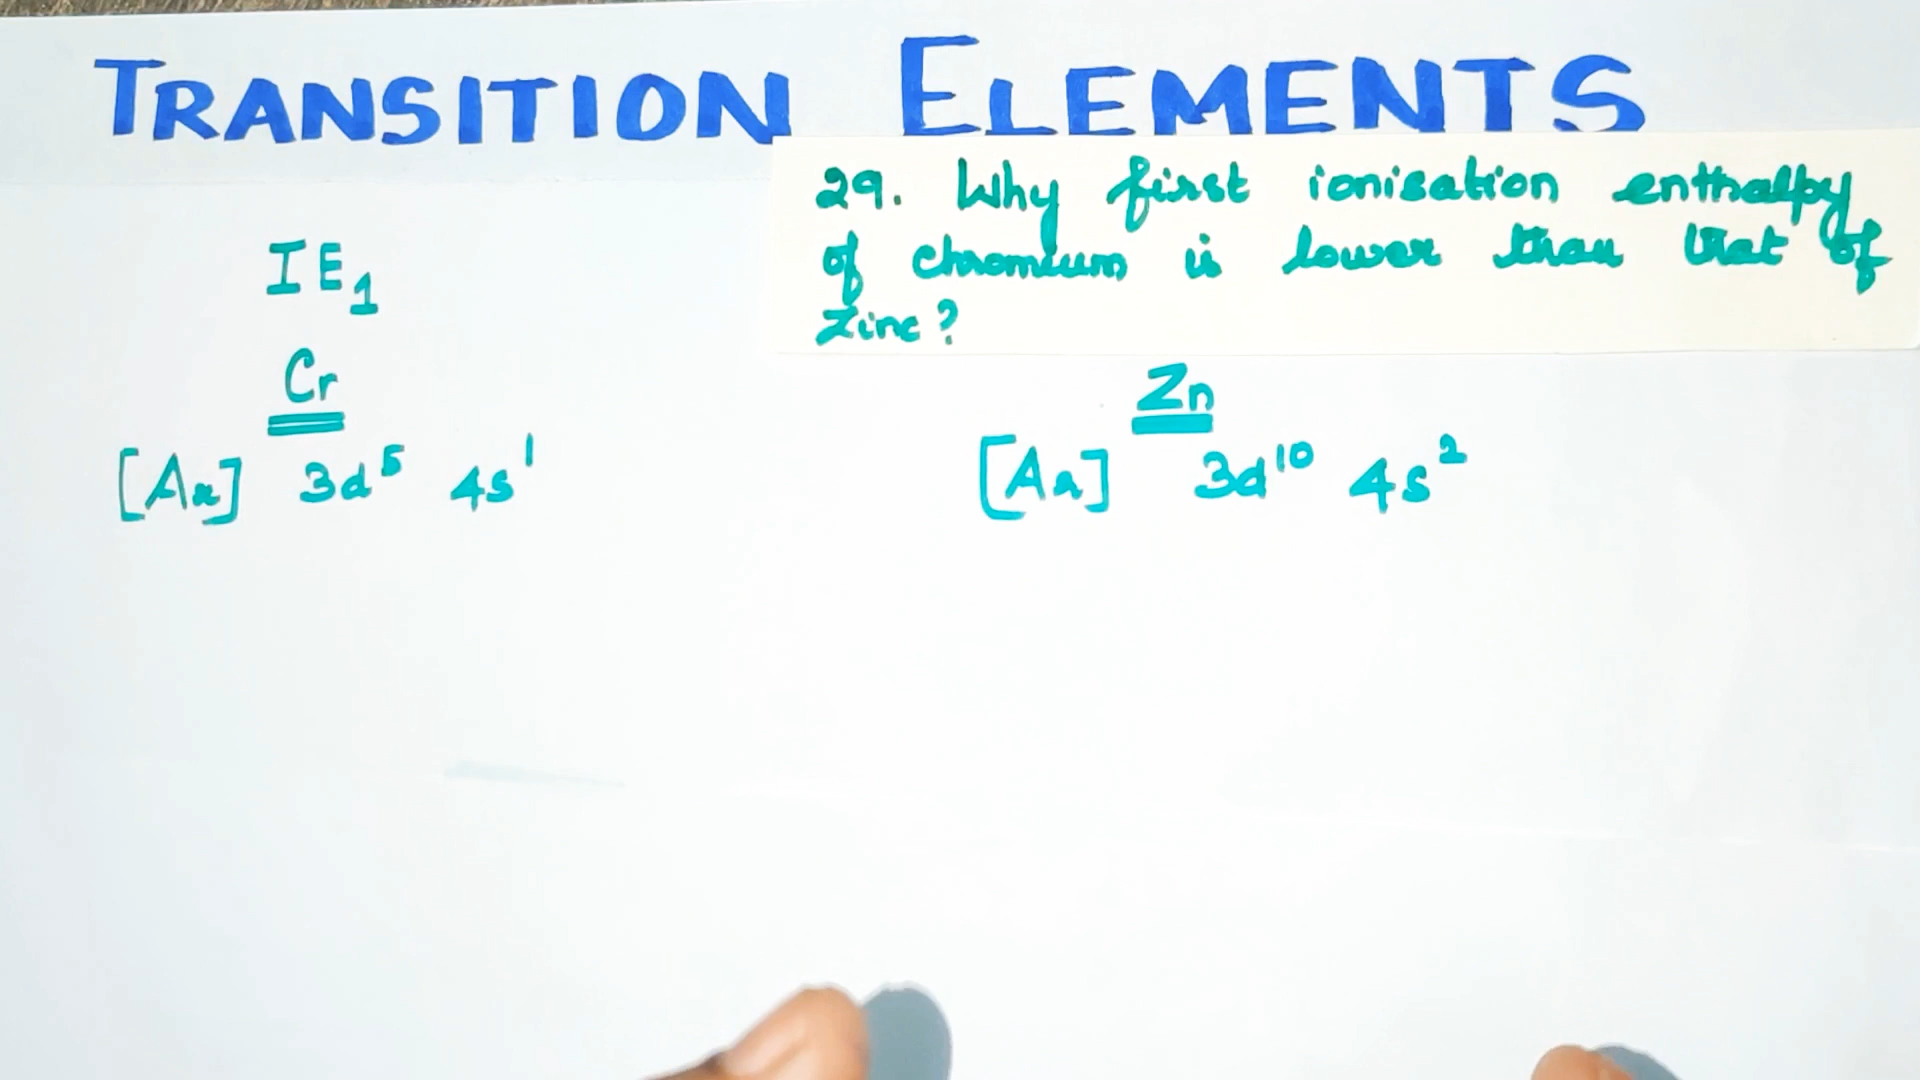 TRANSITION ELEMENTS
29. Why first ionisation enthalpy
of chromium is lower than that of
Zinc?
IE₁
Cr
[Ar] 3d⁵ 4s¹
Zn
[Ar] 3d¹⁰ 4s²